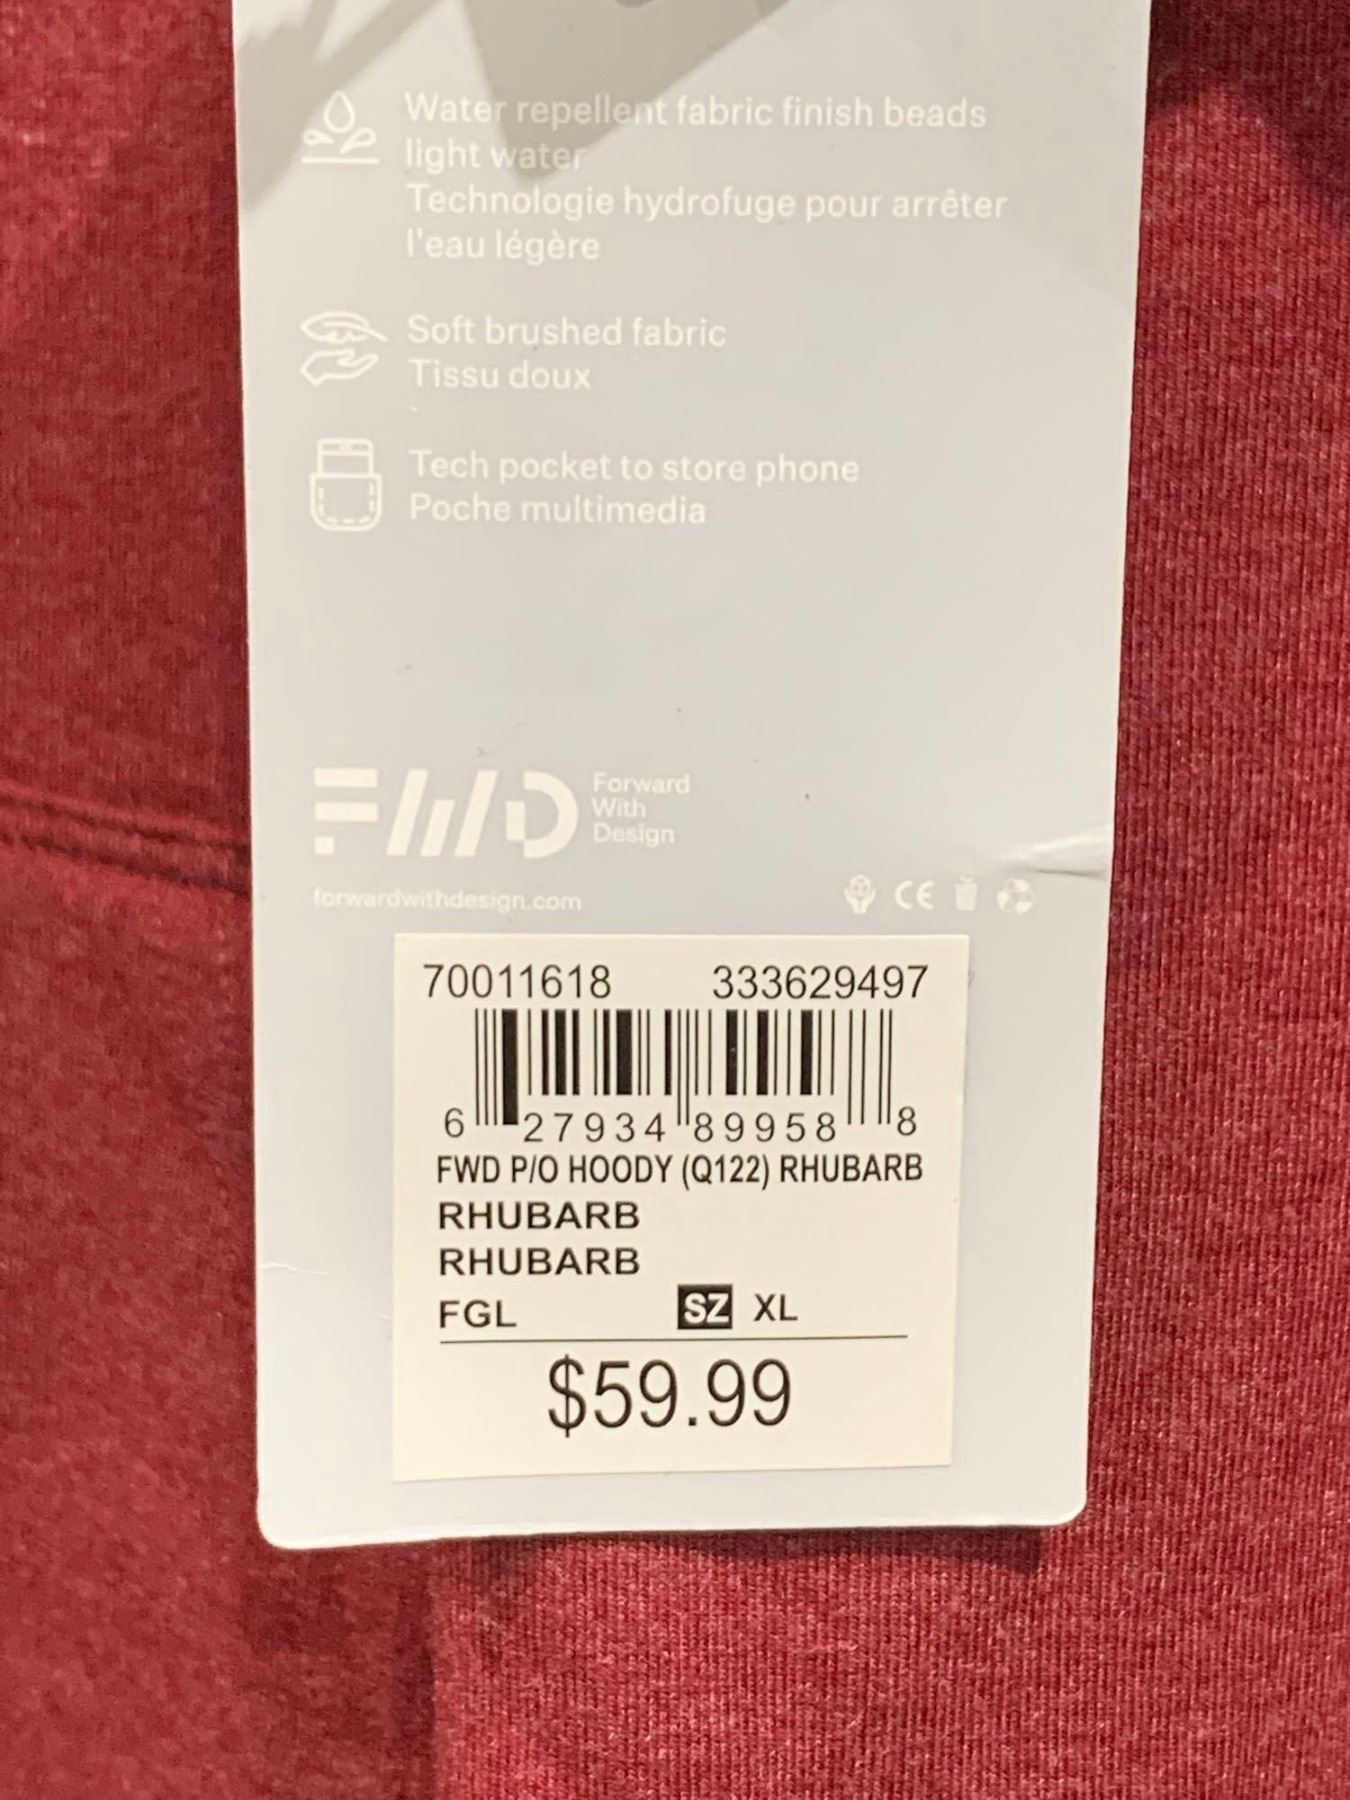 Water repellent fabric finish beads
light water
Technologie hydrofuge pour arrêter
l'eau légère
Soft brushed fabric
Tissu doux
Tech pocket to store phone
Poche multimedia
FWD
Forward
With
Design
forwardwithdesign.com
CE
70011618 333629497
6 27934 89958 8
FWD P/O HOODY (Q122) RHUBARB
RHUBARB
RHUBARB
FGL SZ XL
$59.99